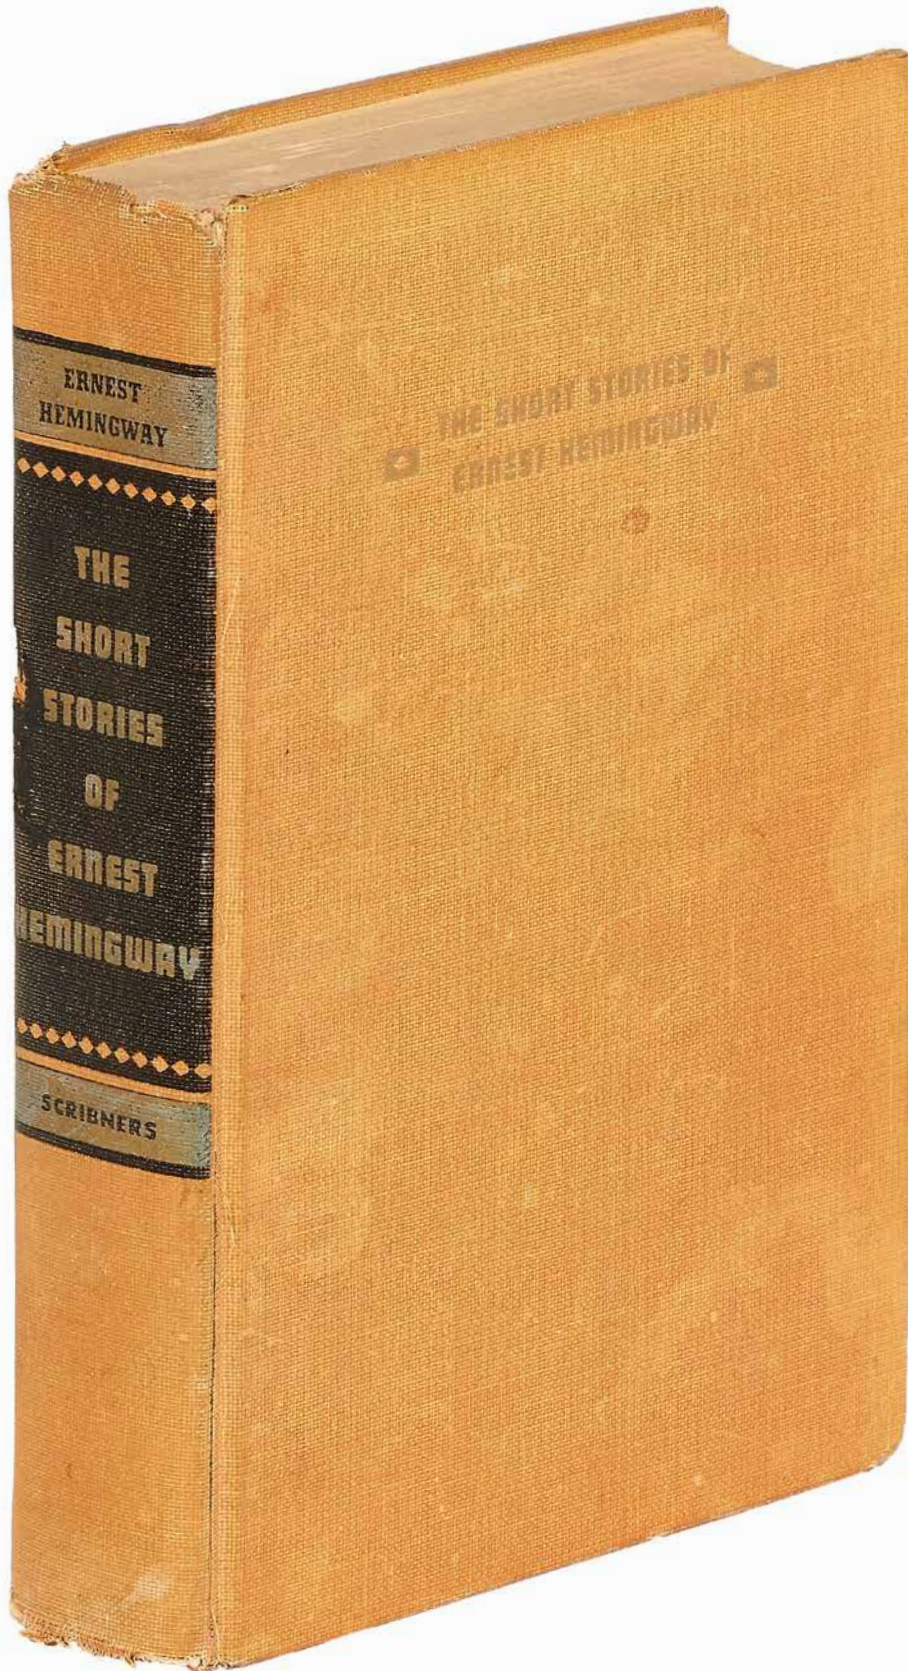 ERNEST
HEMINGWAY
THE
SHORT
STORIES
OF
ERNEST
HEMINGWAY
SCRIBNERS
THE SHORT STORIES OF
ERNEST HEMINGWAY